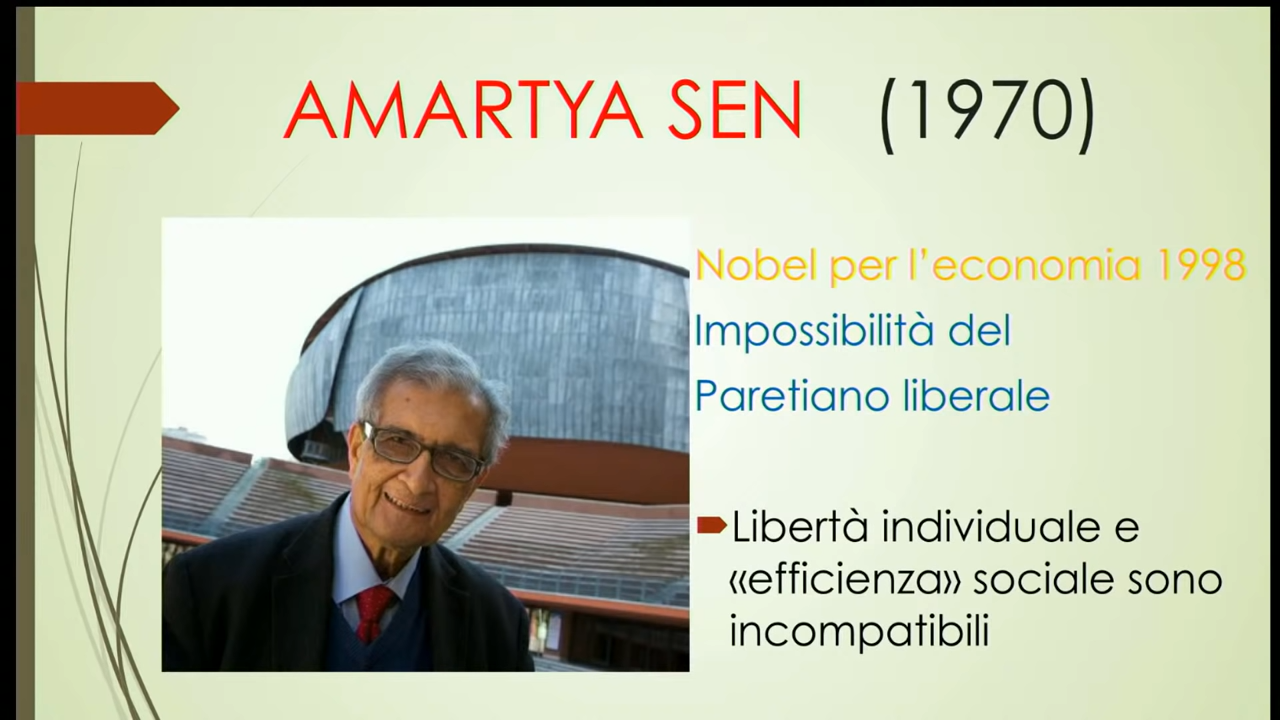 AMARTYA SEN (1970)
Nobel per l’economia 1998
Impossibilità del
Paretiano liberale
Libertà individuale e
«efficienza» sociale sono
incompatibili